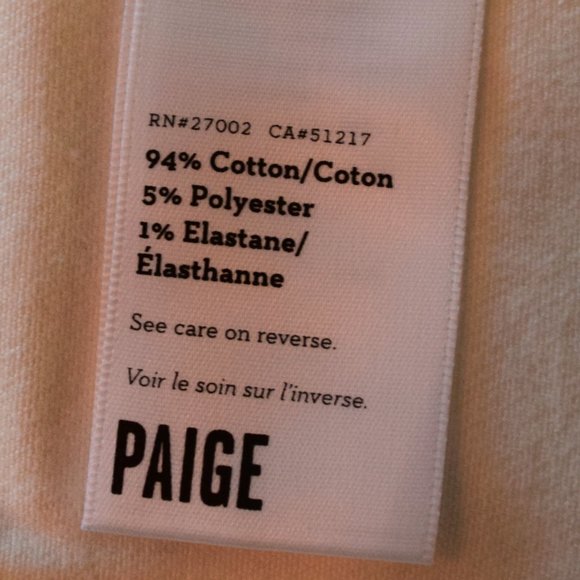 RN#27002 CA#51217
94% Cotton/Coton
5% Polyester
1% Elastane/
Élasthanne
See care on reverse.
Voir le soin sur l'inverse.
PAIGE